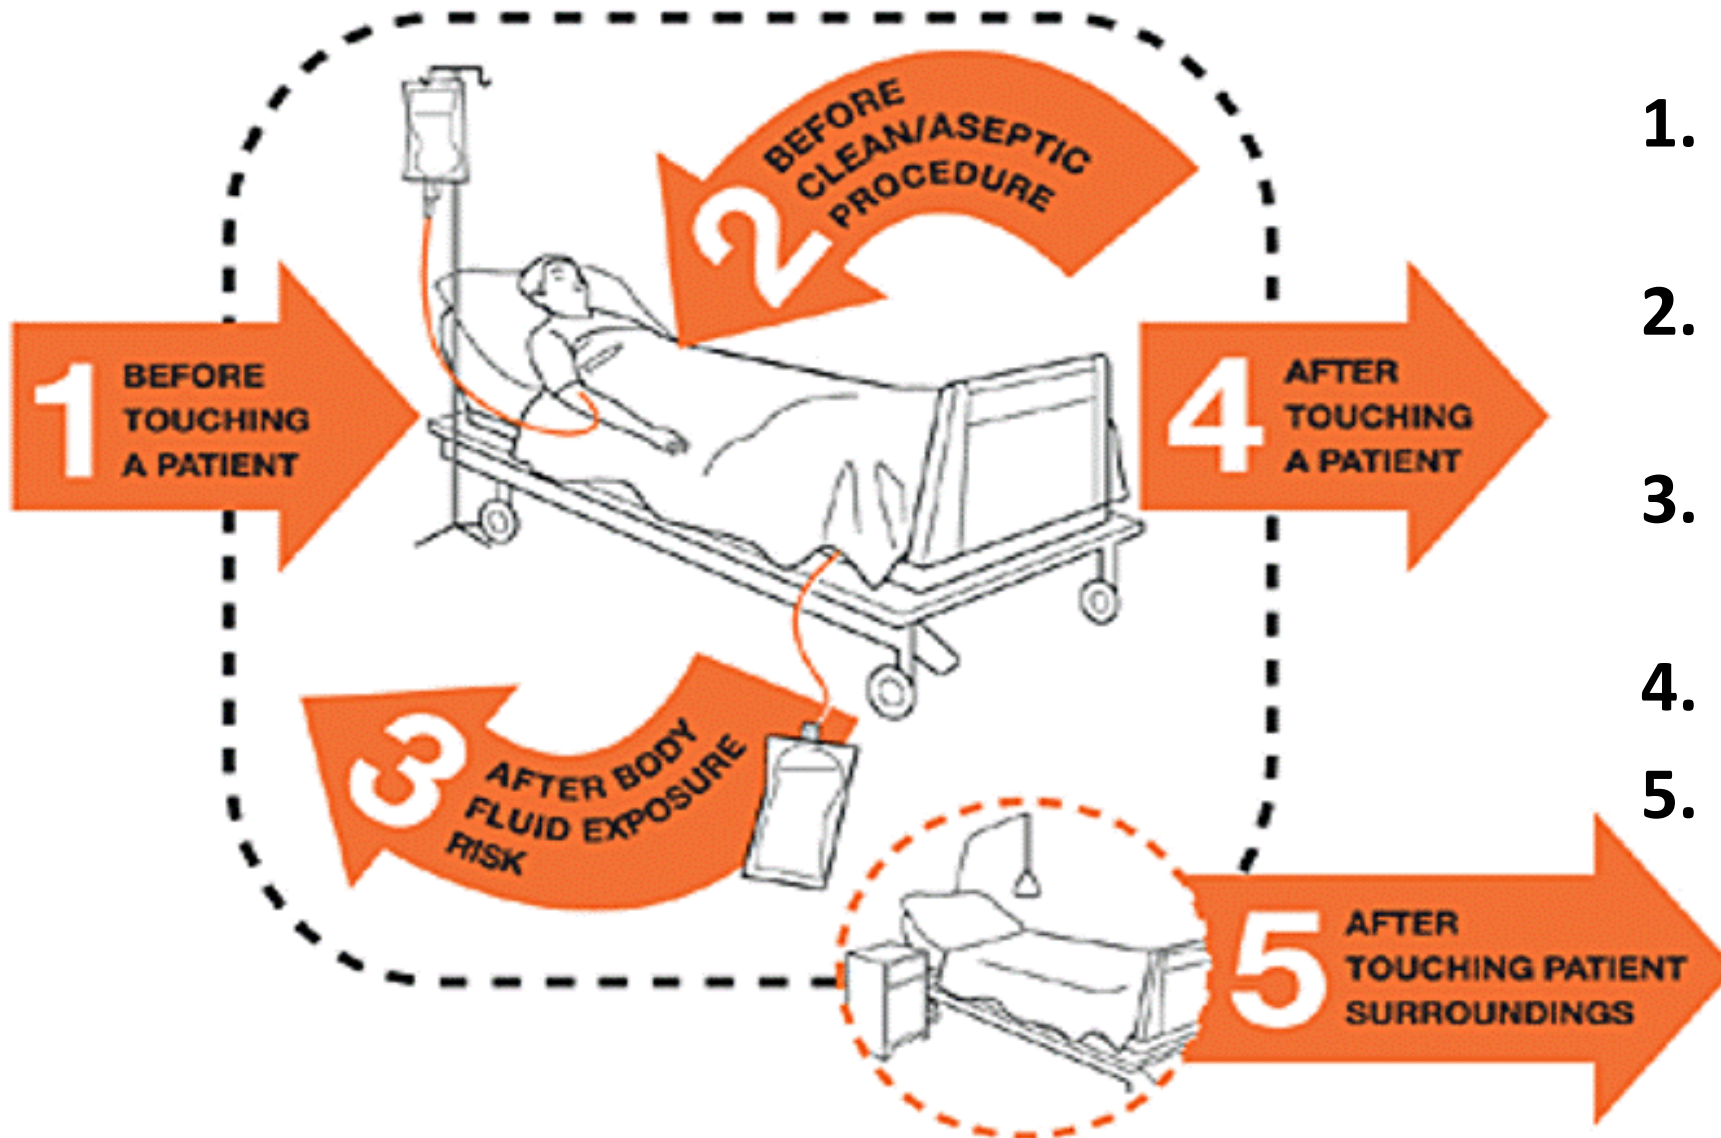 1
BEFORE
TOUCHING
A PATIENT
2
BEFORE
CLEAN/ASEPTIC
PROCEDURE
3
AFTER BODY
FLUID EXPOSURE
RISK
4
AFTER
TOUCHING
A PATIENT
5
AFTER
TOUCHING PATIENT
SURROUNDINGS
1.
2.
3.
4.
5.